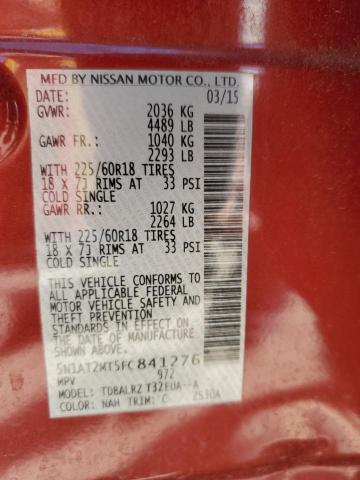 MFD BY NISSAN MOTOR CO., LTD.
DATE: 03/15
GVWR: 2036 KG
4489 LB
GAWR FR.: 1040 KG
2293 LB
WITH 225/60R18 TIRES
18 X 7J RIMS AT 33 PSI
COLD SINGLE
GAWR RR.: 1027 KG
2264 LB
WITH 225/60R18 TIRES
18 X 7J RIMS AT 33 PSI
COLD SINGLE
THIS VEHICLE CONFORMS TO
ALL APPLICABLE FEDERAL
MOTOR VEHICLE SAFETY AND
THEFT PREVENTION
STANDARDS IN EFFECT ON
THE DATE OF MANUFACTURE
SHOWN ABOVE.
5N1AT2MT5FC841276
MPV 972
TDBALRZ T32EUA--A
COLOR: NAH TRIM: G ZS30A